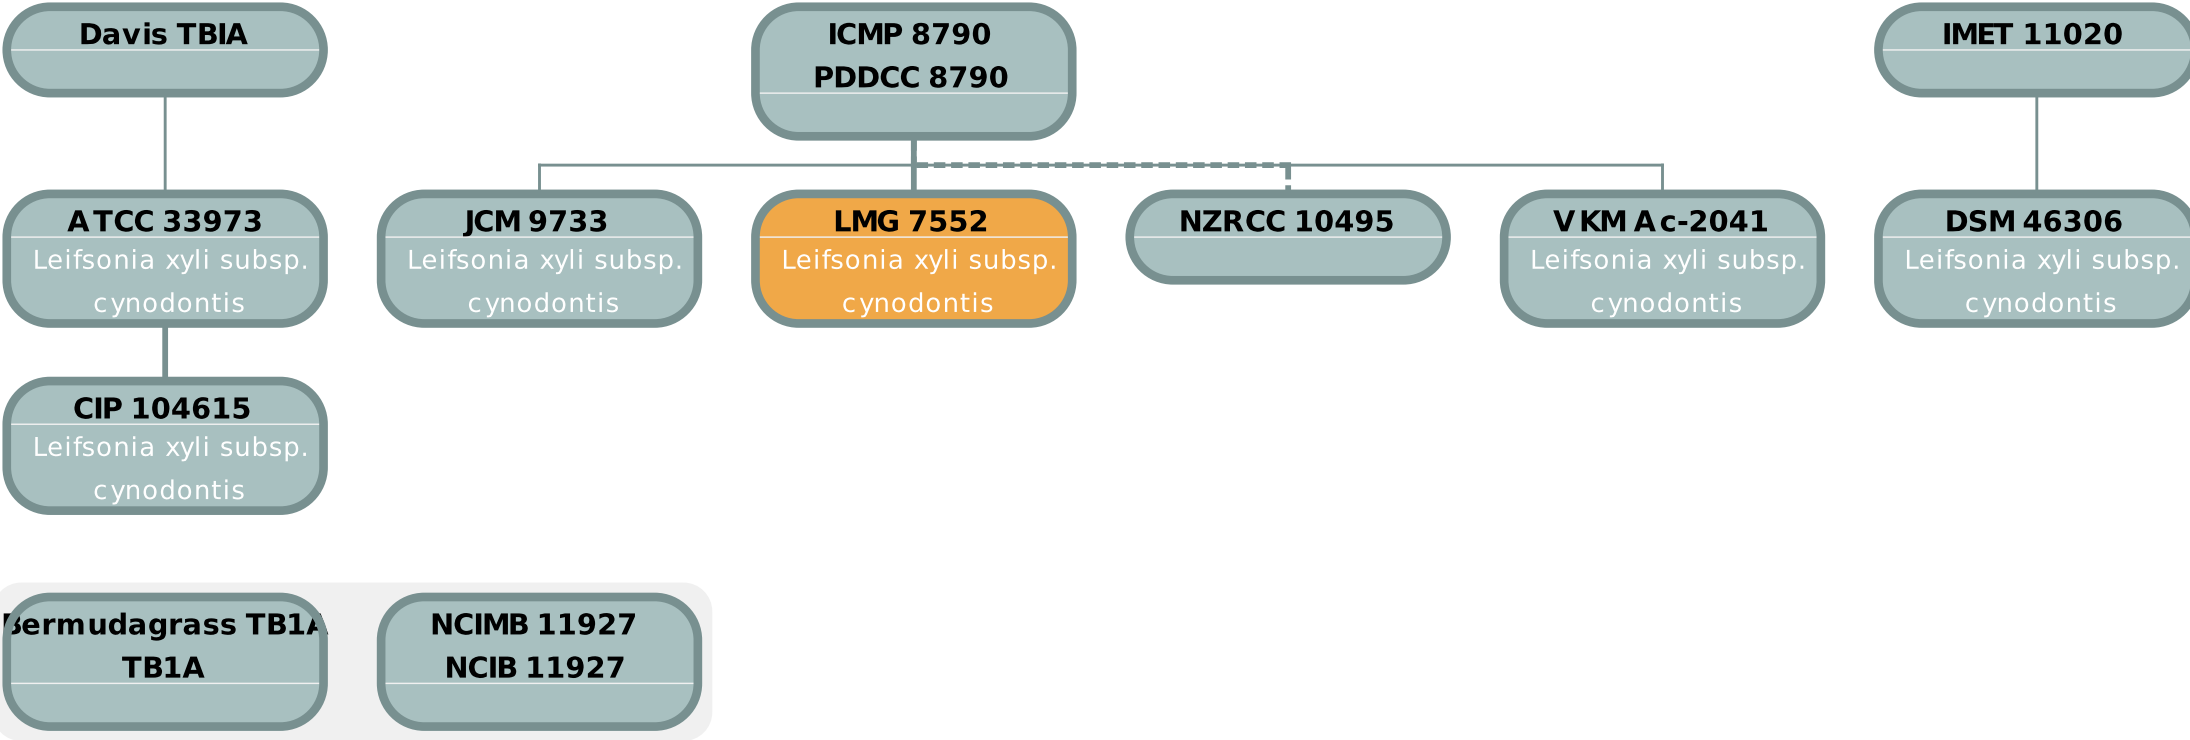 Davis TBIA
ICMP 8790
PDDCC 8790
IMET 11020
ATCC 33973
Leifsonia xyli subsp.
cynodontis
JCM 9733
Leifsonia xyli subsp.
cynodontis
LMG 7552
Leifsonia xyli subsp.
cynodontis
NZRCC 10495
VKM Ac-2041
Leifsonia xyli subsp.
cynodontis
DSM 46306
Leifsonia xyli subsp.
cynodontis
CIP 104615
Leifsonia xyli subsp.
cynodontis
Bermudagrass TB1A
TB1A
NCIMB 11927
NCIB 11927